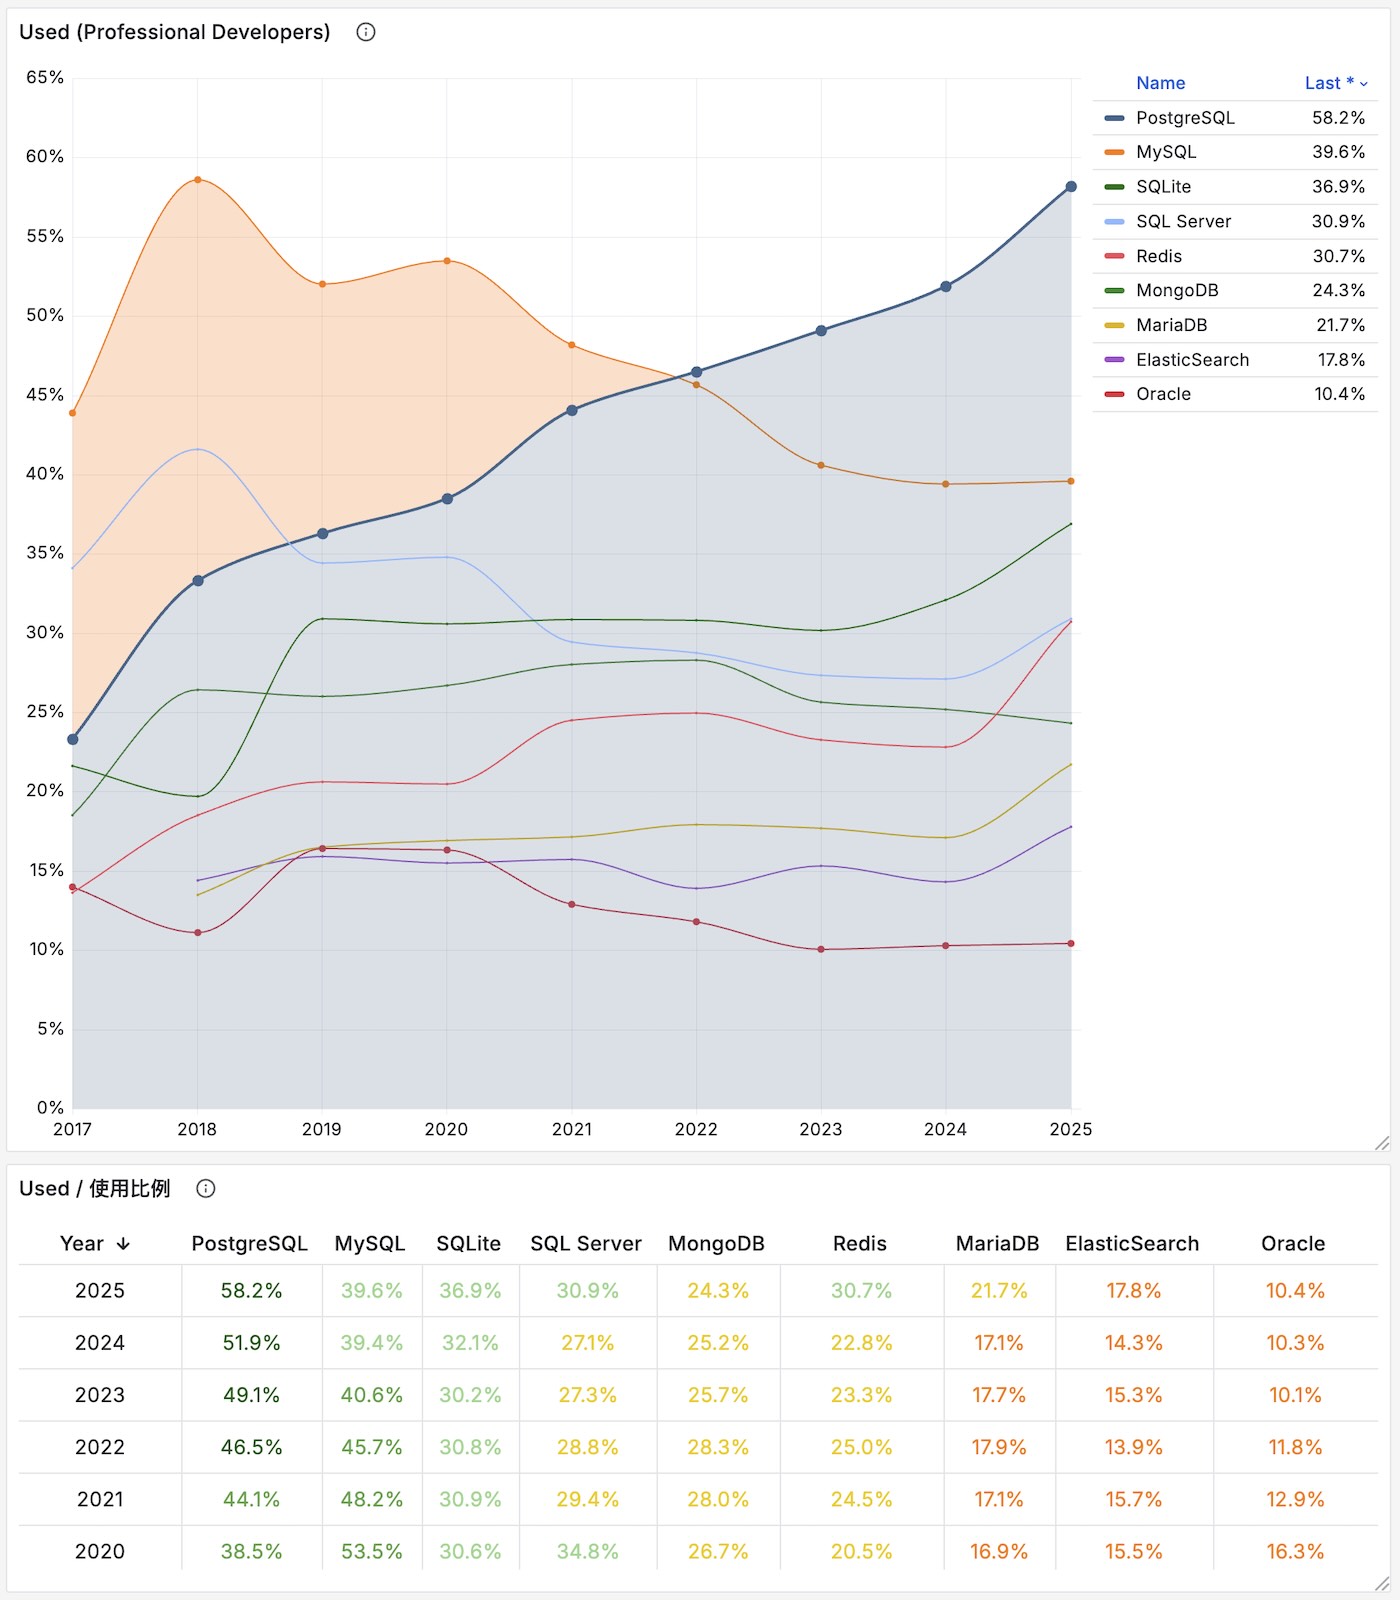 Used (Professional Developers)
65%
60%
55%
50%
45%
40%
35%
30%
25%
20%
15%
10%
5%
0%
2017 2018 2019 2020 2021 2022 2023 2024 2025
Name Last *
PostgreSQL 58.2%
MySQL 39.6%
SQLite 36.9%
SQL Server 30.9%
Redis 30.7%
MongoDB 24.3%
MariaDB 21.7%
ElasticSearch 17.8%
Oracle 10.4%
Used / 使用比例
Year PostgreSQL MySQL SQLite SQL Server MongoDB Redis MariaDB ElasticSearch Oracle
2025 58.2% 39.6% 36.9% 30.9% 24.3% 30.7% 21.7% 17.8% 10.4%
2024 51.9% 39.4% 32.1% 27.1% 25.2% 22.8% 17.1% 14.3% 10.3%
2023 49.1% 40.6% 30.2% 27.3% 25.7% 23.3% 17.7% 15.3% 10.1%
2022 46.5% 45.7% 30.8% 28.8% 28.3% 25.0% 17.9% 13.9% 11.8%
2021 44.1% 48.2% 30.9% 29.4% 28.0% 24.5% 17.1% 15.7% 12.9%
2020 38.5% 53.5% 30.6% 34.8% 26.7% 20.5% 16.9% 15.5% 16.3%